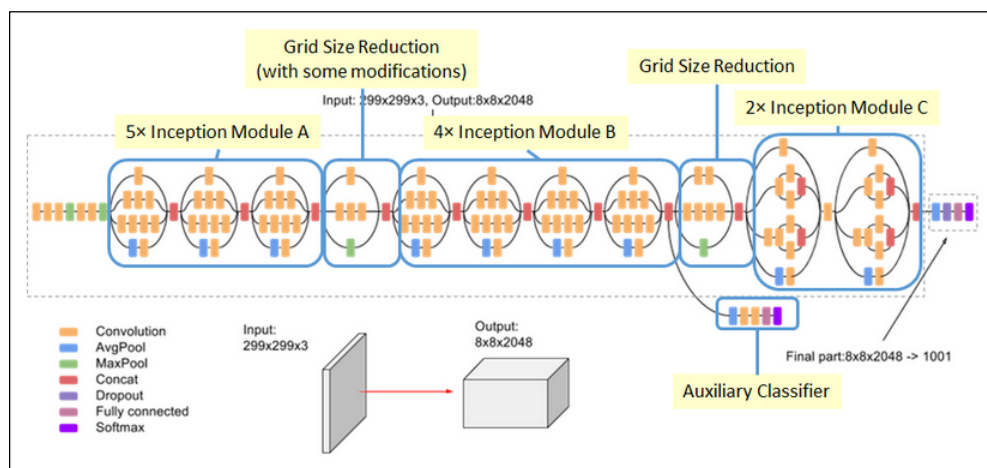 Grid Size Reduction
(with some modifications)
Grid Size Reduction
Input: 299x299x3, Output:8x8x2048
5× Inception Module A
4× Inception Module B
2× Inception Module C
Convolution
AvgPool
MaxPool
Concat
Dropout
Fully connected
Softmax
Input:
299x299x3
Output:
8x8x2048
Final part:8x8x2048 -> 1001
Auxiliary Classifier